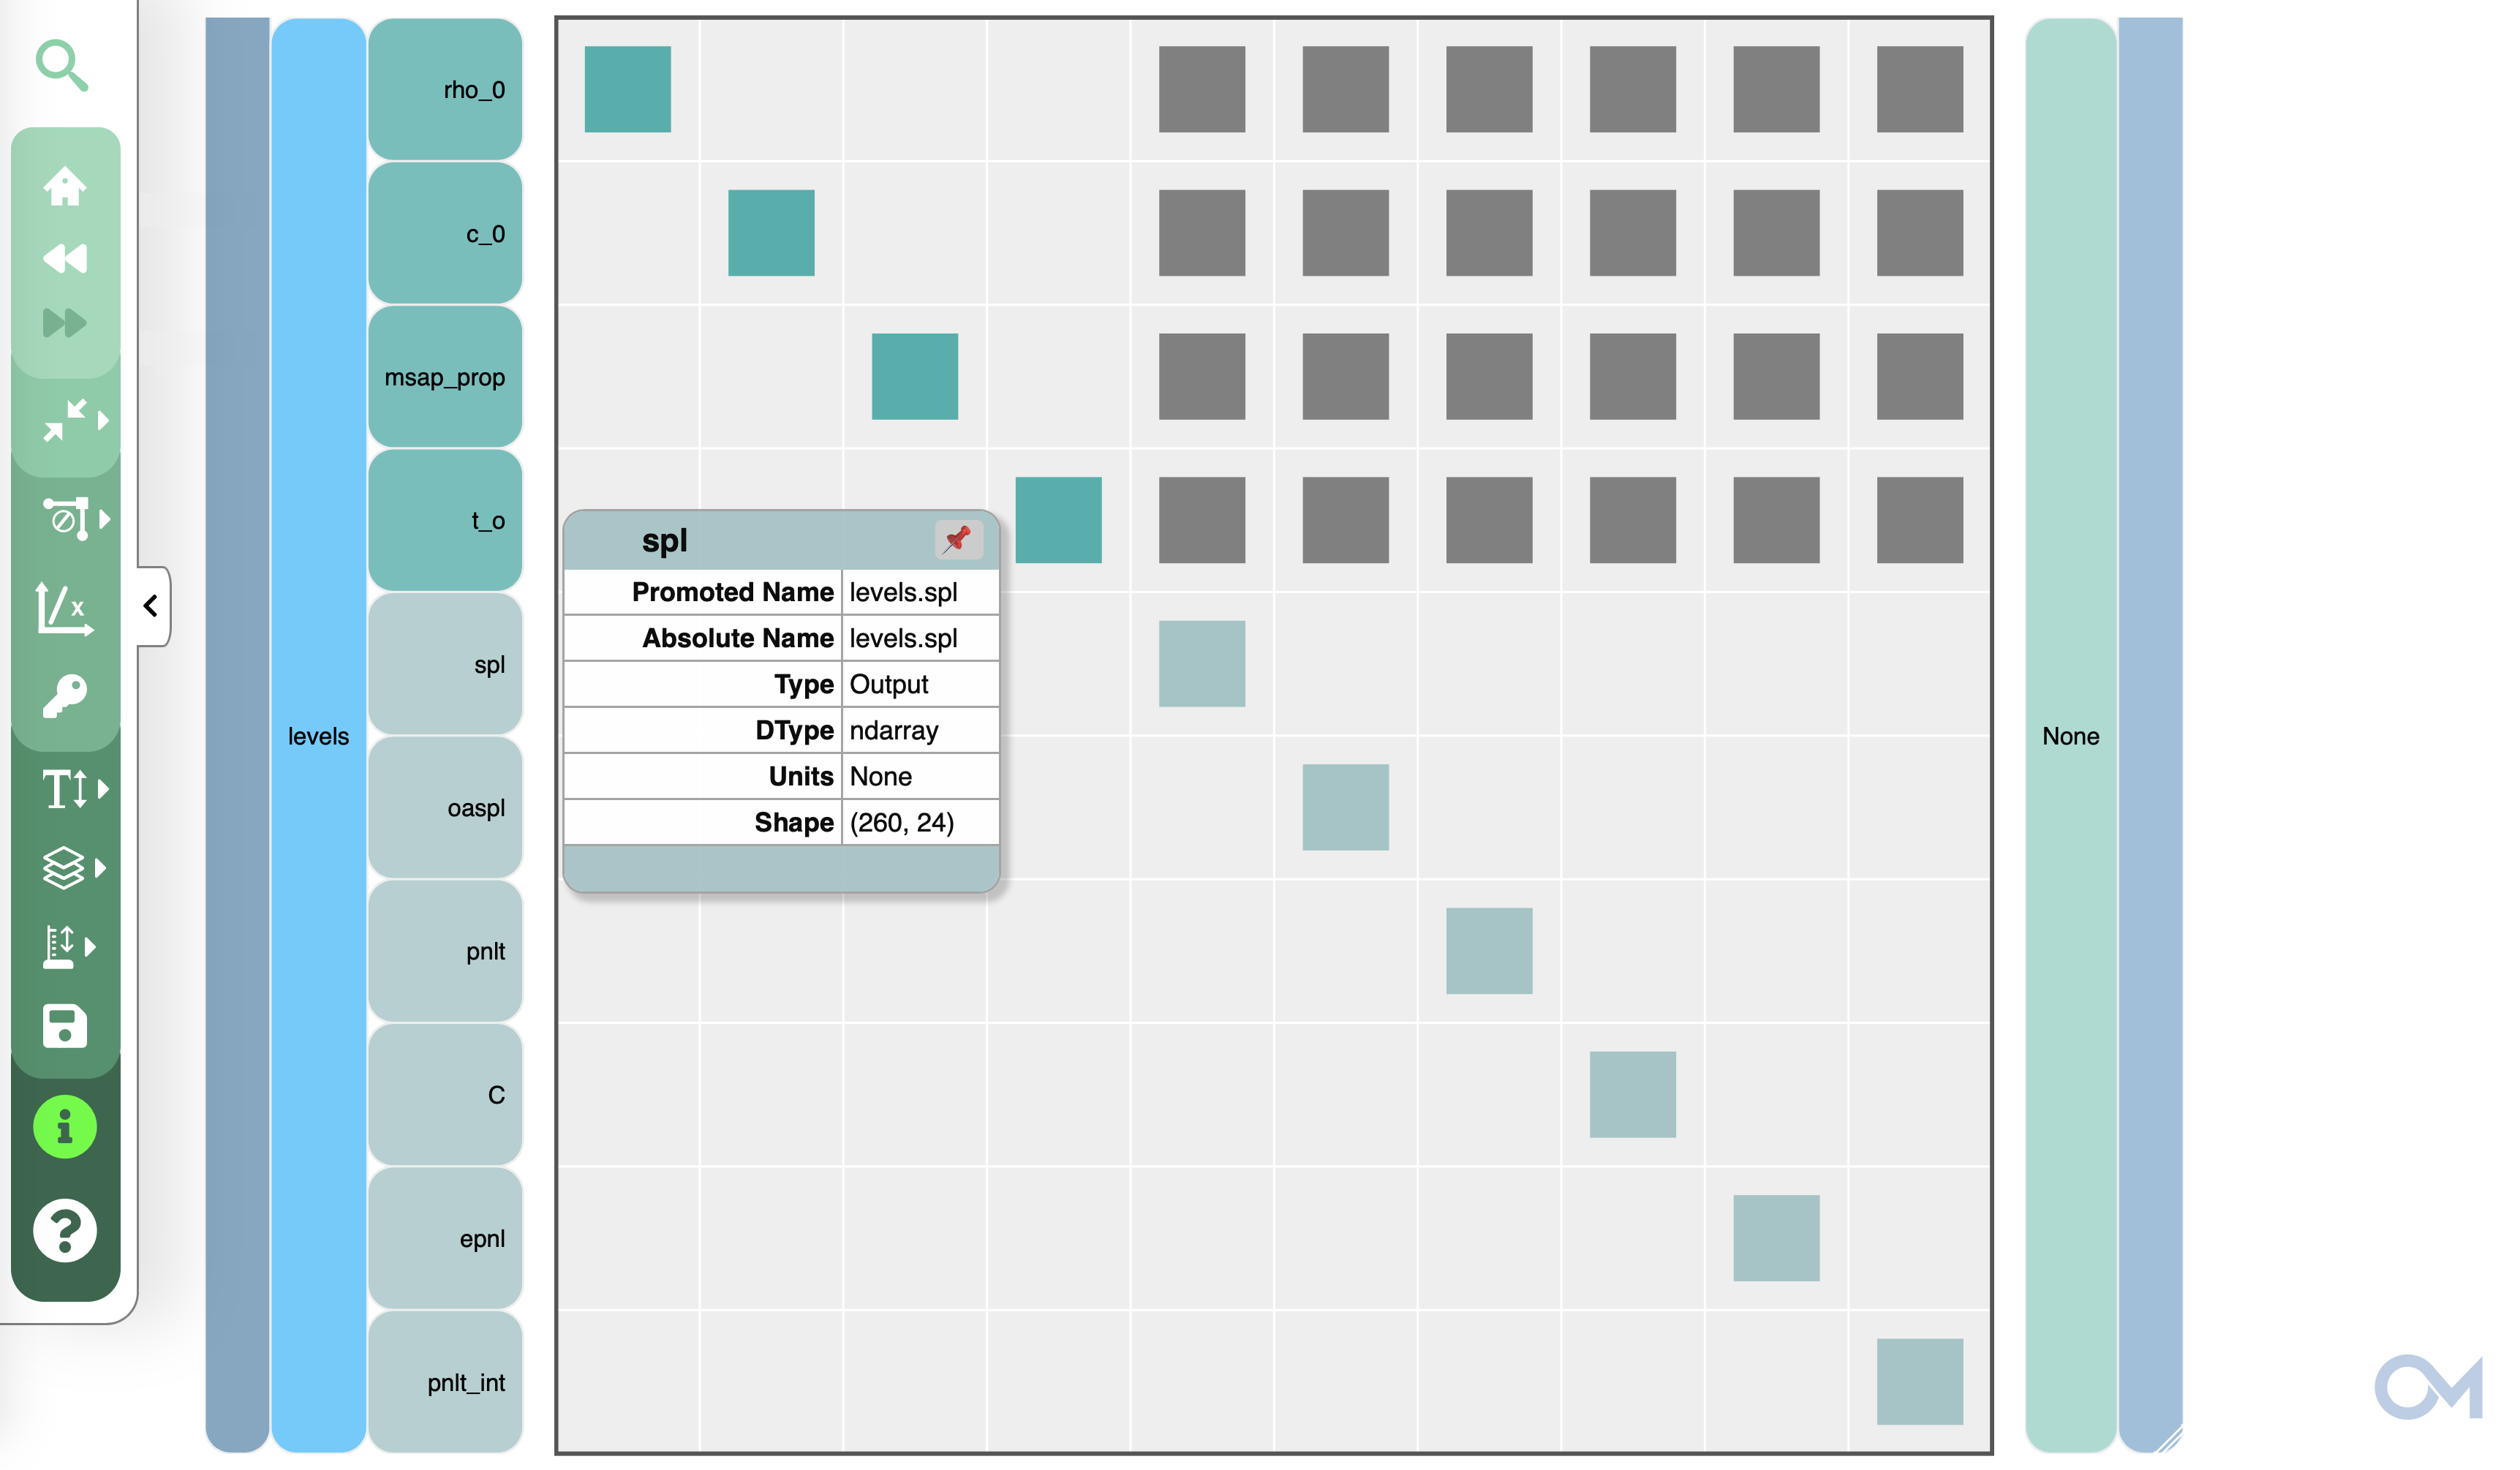 rho_0
c_0
msap_prop
t_o
spl
Promoted Name levels.spl
Absolute Name levels.spl
Type Output
DType ndarray
Units None
Shape (260, 24)
spl
oaspl
levels
None
pnlt
C
epnl
pnlt_int
T
x
OM